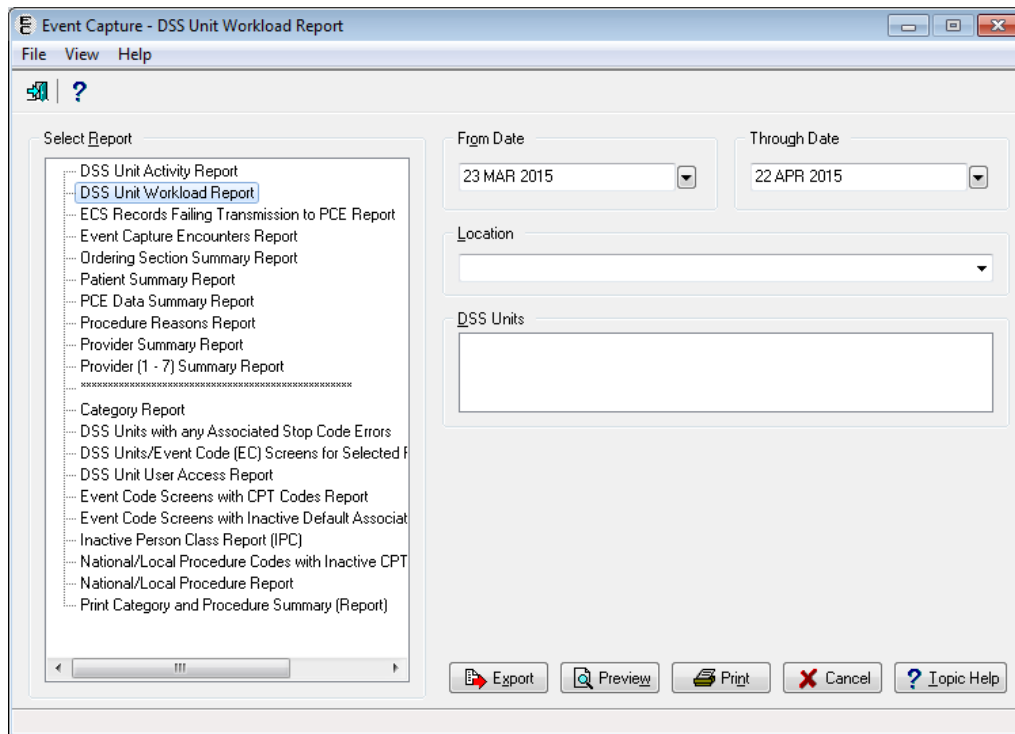 Event Capture - DSS Unit Workload Report
File View Help
Select Report
DSS Unit Activity Report
DSS Unit Workload Report
ECS Records Failing Transmission to PCE Report
Event Capture Encounters Report
Ordering Section Summary Report
Patient Summary Report
PCE Data Summary Report
Procedure Reasons Report
Provider Summary Report
Provider (1 - 7) Summary Report
**************************************************
Category Report
DSS Units with any Associated Stop Code Errors
DSS Units/Event Code (EC) Screens for Selected
DSS Unit User Access Report
Event Code Screens with CPT Codes Report
Event Code Screens with Inactive Default Associat
Inactive Person Class Report (IPC)
National/Local Procedure Codes with Inactive CPT
National/Local Procedure Report
Print Category and Procedure Summary (Report)
From Date
23 MAR 2015
Through Date
22 APR 2015
Location
DSS Units
Export Preview Print Cancel ? Topic Help